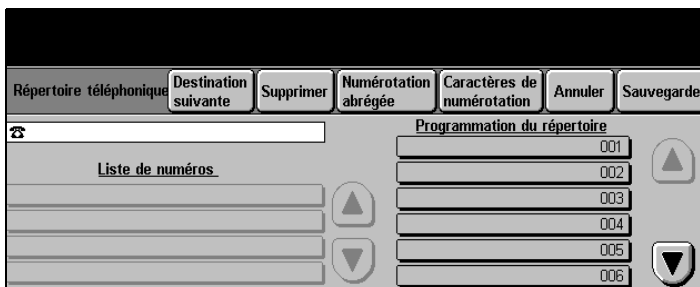 Répertoire téléphonique
Destination
suivante
Supprimer
Numérotation
abrégée
Caractères de
numérotation
Annuler
Sauvegarde
Programmation du répertoire
Liste de numéros
001
002
003
004
005
006